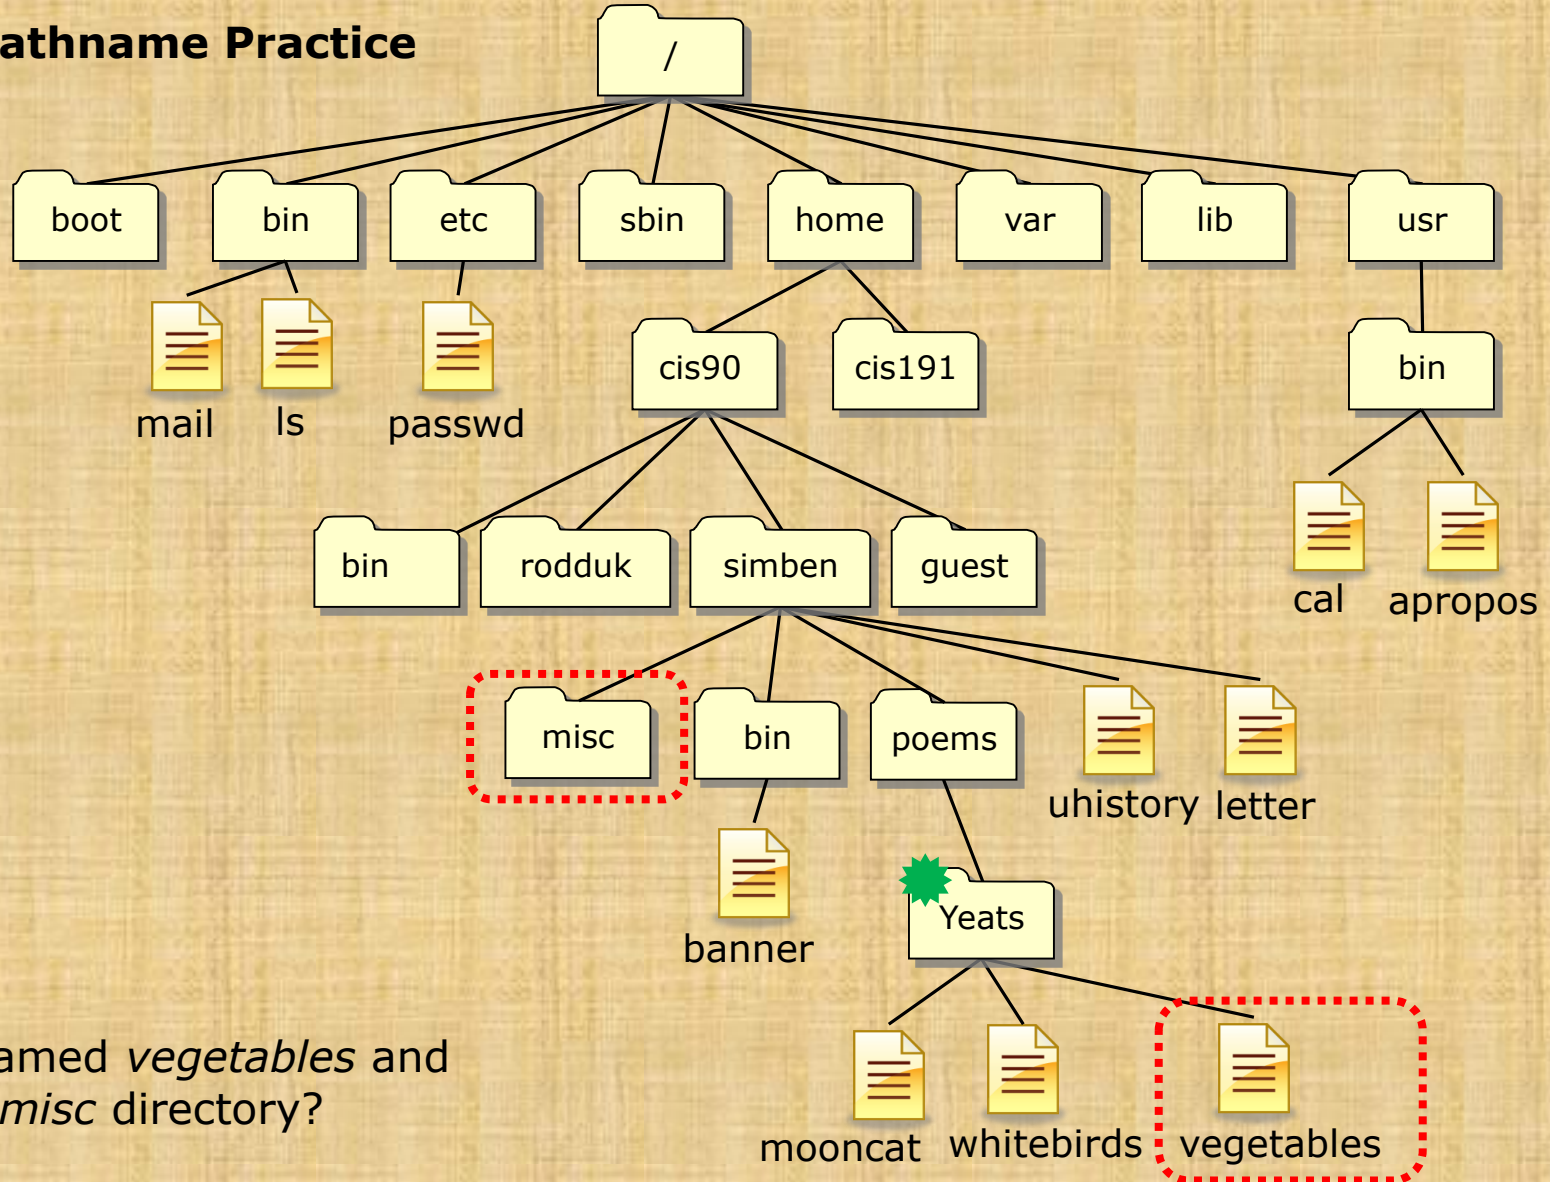 athname Practice
/
boot bin etc sbin home var lib usr
cis90 cis191 bin
mail ls passwd
bin rodduk simben guest
cal apropos
misc bin poems
uhistory letter
Yeats
banner
amed vegetables and
misc directory?
mooncat whitebirds vegetables